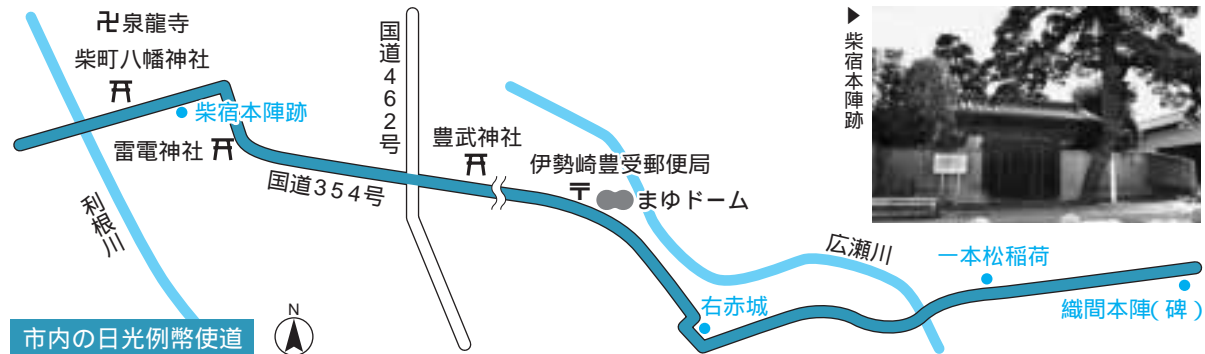 卍泉龍寺
柴町八幡神社
柴宿本陣跡
雷電神社
国道354号
利根川
国道462号
豊武神社
伊勢崎豊受郵便局
〒
まゆドーム
広瀬川
右赤城
一本松稲荷
織間本陣(碑)
▶柴宿本陣跡
市内の日光例幣使道
N